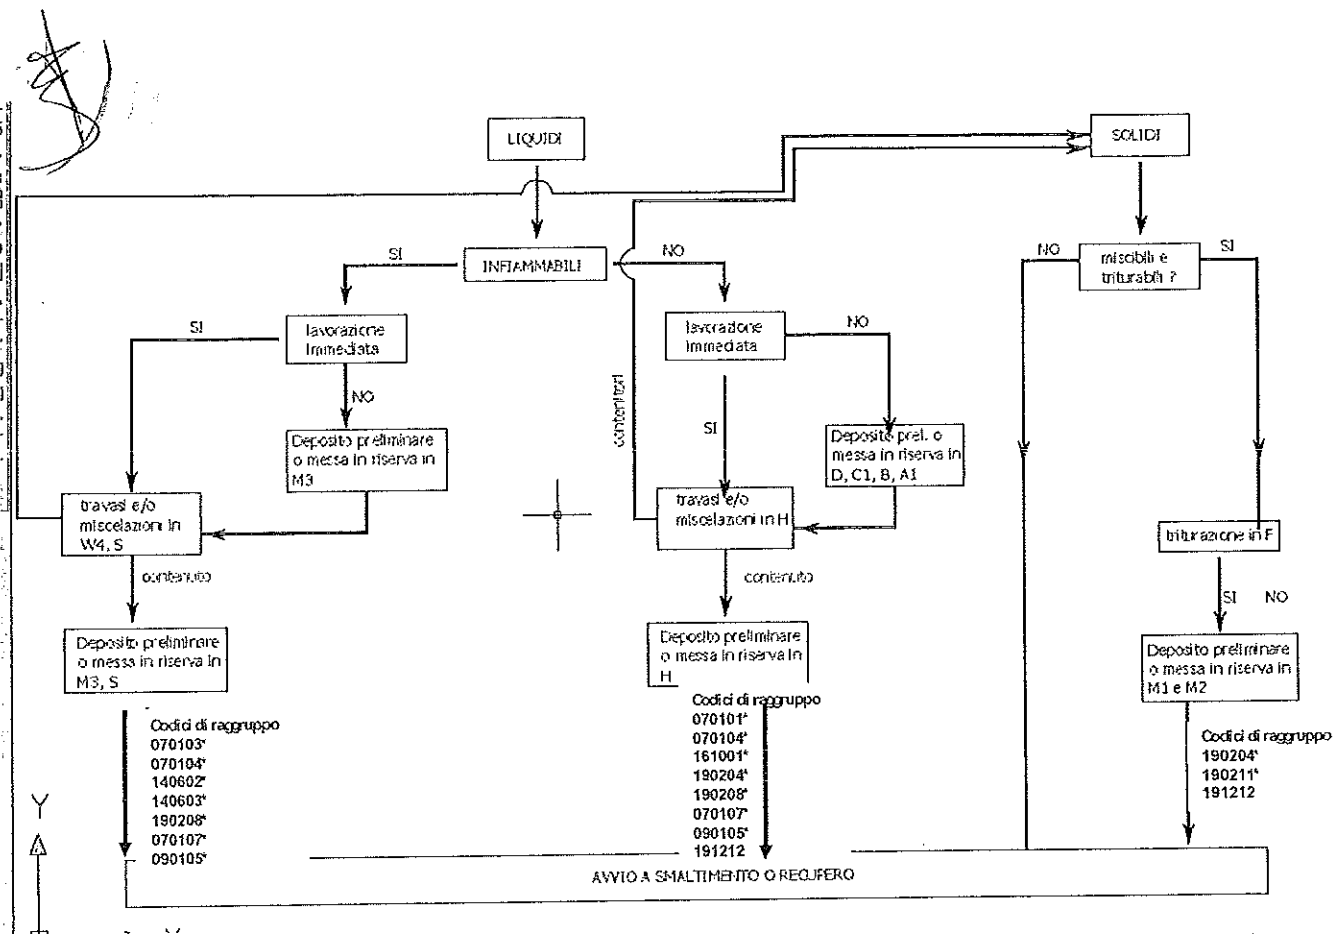 LIQUIDI
SOLIDI
SI
INFIAMMABILI
NO
NO
miscibili e
triturabili ?
SI
SI
lavorazione
immediata
NO
lavorazione
immediata
NO
contenitori
SI
Deposito preliminare
o messa in riserva in
M3
Deposito prel. o
messa in riserva in
D, C1, B, A1
travasi e/o
miscelazioni in
W4, S
travasi e/o
miscelazioni in H
triturazione in F
contenuto
contenuto
SI
NO
Deposito preliminare
o messa in riserva in
M3, S
Deposito preliminare
o messa in riserva in
H
Deposito preliminare
o messa in riserva in
M1 e M2
Codici di raggruppo
070103*
070104*
140602*
140603*
190208*
070107*
090105*
Codici di raggruppo
070101*
070104*
161001*
190204*
190208*
070107*
090105*
191212
Codici di raggruppo
190204*
190211*
191212
Y
AVVIO A SMALTIMENTO O RECUPERO